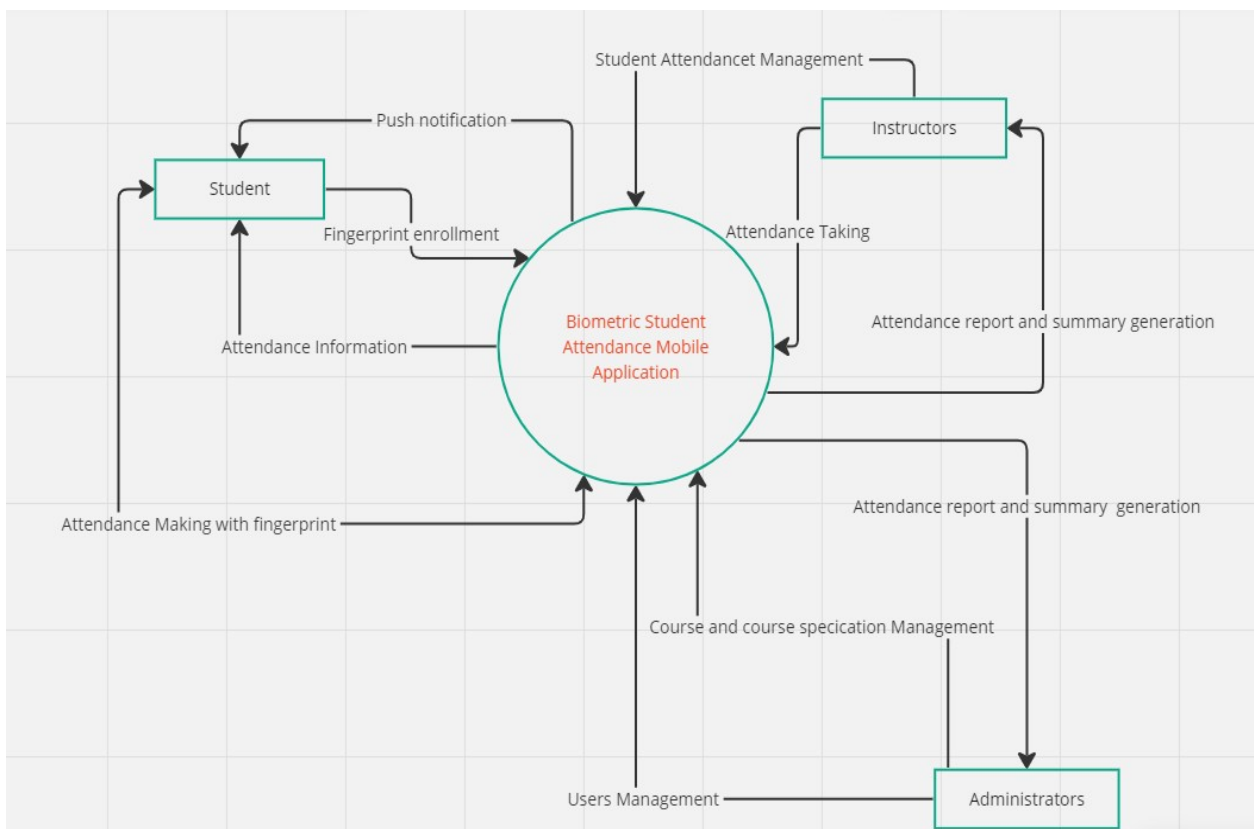 Student Attendancet Management
Instructors
Push notification
Student
Fingerprint enrollment
Attendance Taking
Biometric Student
Attendance Mobile
Application
Attendance report and summary generation
Attendance Information
Attendance report and summary  generation
Attendance Making with fingerprint
Course and course specication Management
Users Management
Administrators